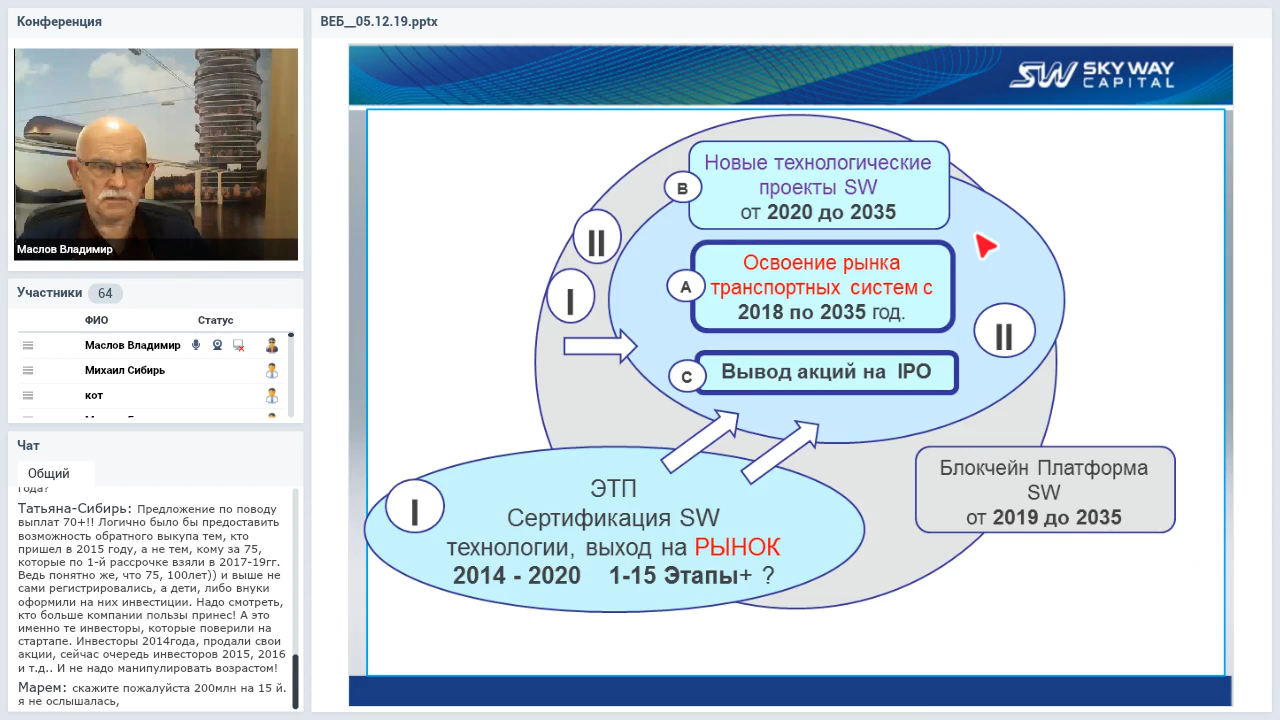 Конференция
Маслов Владимир
Участники 64
ФИО Статус
Маслов Владимир
Михаил Сибирь
кот
Чат
Общий
года?
Татьяна-Сибирь: Предложение по поводу
выплат 70+!! Логично было бы предоставить
возможность обратного выкупа тем, кто
пришел в 2015 году, а не тем, кому за 75,
которые по 1-й рассрочке взяли в 2017-19гг.
Ведь понятно же, что 75, 100лет)) и выше не
сами регистрировались, а дети, либо внуки
оформили на них инвестиции. Надо смотреть,
кто больше компании пользы принес! А это
именно те инвесторы, которые поверили на
стартапе. Инвесторы 2014года, продали свои
акции, сейчас очередь инвесторов 2015, 2016
и т.д.. И не надо манипулировать возрастом!
Марем: скажите пожалуйста 200млн на 15 й.
я не ослышалась,
ВЕБ__05.12.19.pptx
SW SKY WAY
CAPITAL
B
Новые технологические
проекты SW
от 2020 до 2035
II
I
A
Освоение рынка
транспортных систем с
2018 по 2035 год.
II
C
Вывод акций на IPO
I
ЭТП
Сертификация SW
технологии, выход на РЫНОК
2014 - 2020 1-15 Этапы+ ?
Блокчейн Платформа
SW
от 2019 до 2035